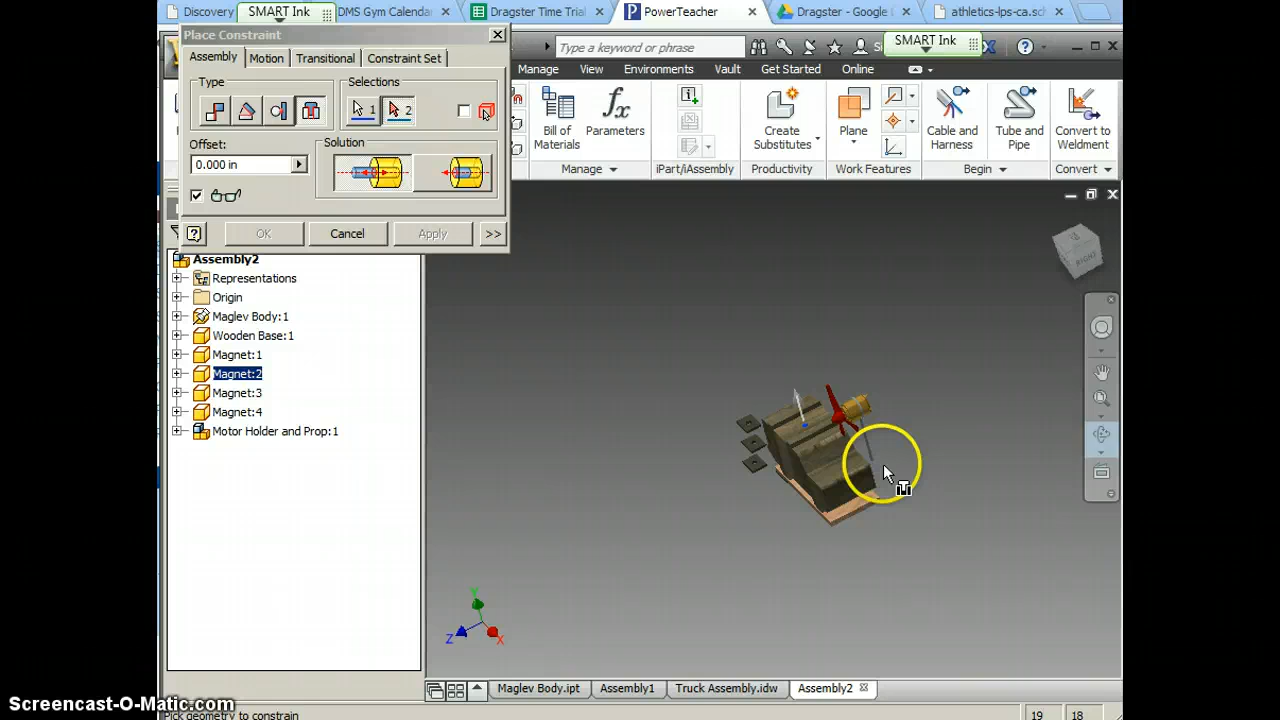 Discovery
SMART Ink
DMS Gym Calenda
Dragster Time Trial
PowerTeacher
Dragster - Google
athletics-lps-ca.sc
Place Constraint
Type a keyword or phrase
SMART Ink
Assembly
Motion
Transitional
Constraint Set
Manage
View
Environments
Vault
Get Started
Online
Type
Selections
1
2
Bill of
Materials
Parameters
Create
Substitutes
Plane
Cable and
Harness
Tube and
Pipe
Convert to
Weldment
Offset:
Solution
0.000 in
Manage
iPart/iAssembly
Productivity
Work Features
Begin
Convert
OK
Cancel
Apply
>>
Assembly2
Representations
Origin
Maglev Body:1
Wooden Base:1
Magnet:1
Magnet:2
Magnet:3
Magnet:4
Motor Holder and Prop:1
RIGHT
Y
Z
X
Maglev Body.ipt
Assembly1
Truck Assembly.idw
Assembly2
Screencast-O-Matic.com
Pick geometry to constrain
19
18